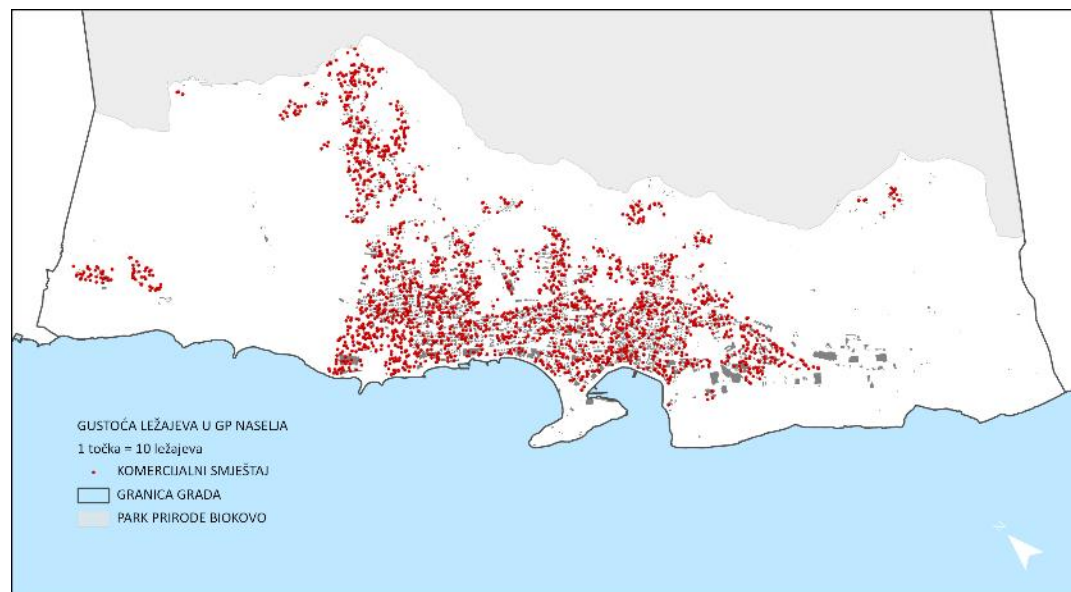 GUSTOĆA LEŽAJEVA U GP NASELJA
1 točka = 10 ležajeva
KOMERCIJALNI SMJEŠTAJ
GRANICA GRADA
PARK PRIRODE BIOKOVO